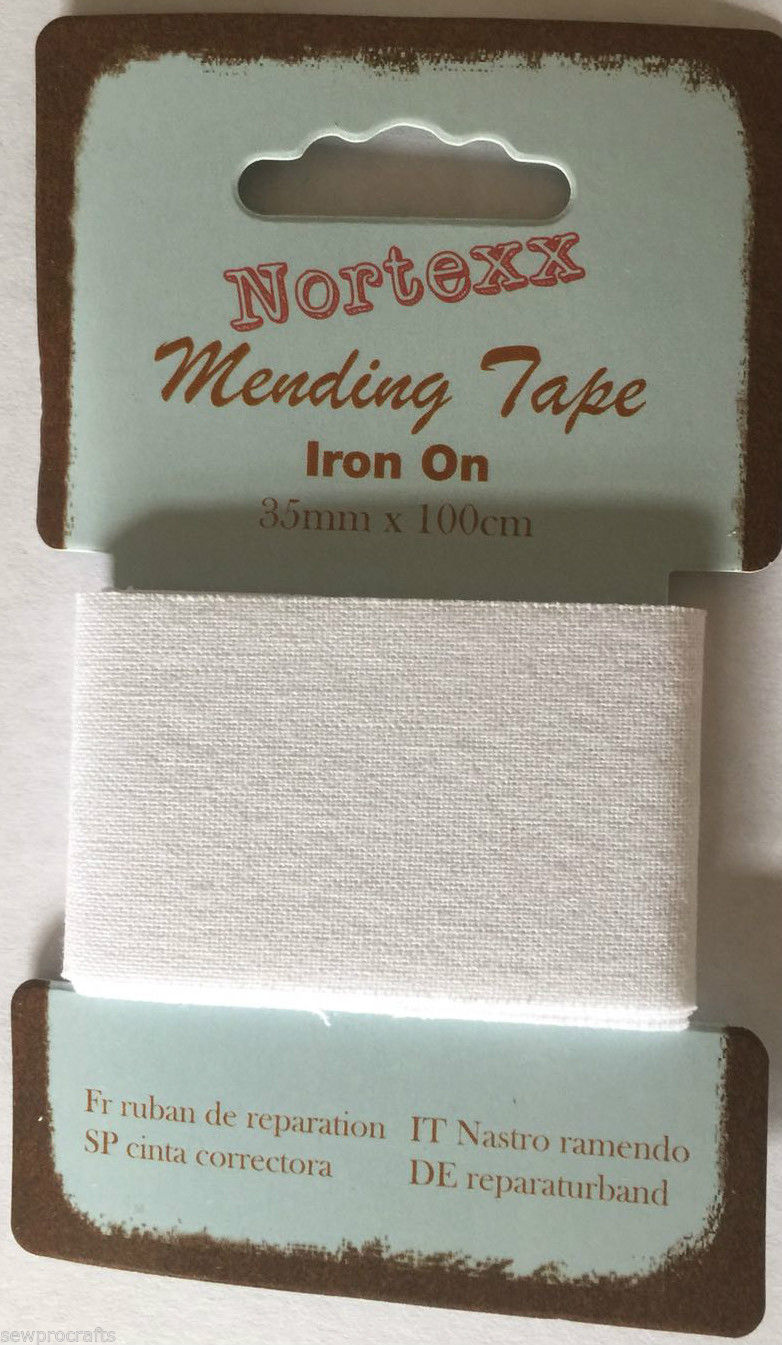 Nortexx
Mending Tape
Iron On
35mm x 100cm
Fr ruban de reparation
SP cinta correctora
IT Nastro ramendo
DE reparaturband
sewprocrafts